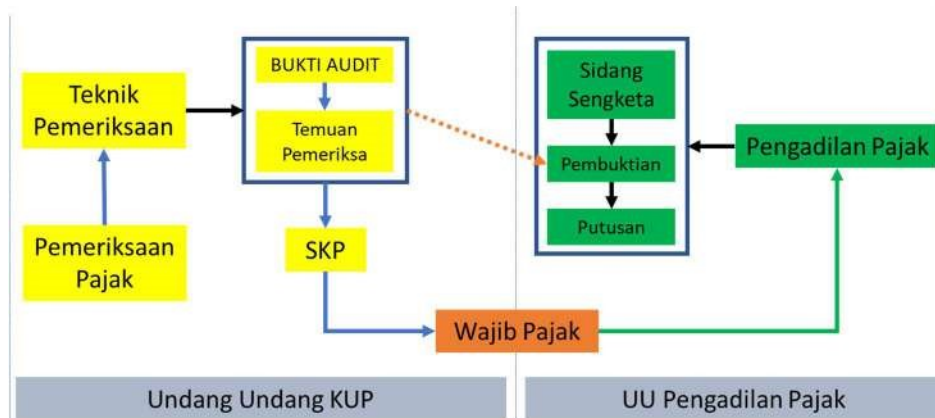 BUKTI AUDIT
Teknik
Pemeriksaan
Temuan
Pemeriksa
Pemeriksaan
Pajak
SKP
Wajib Pajak
Sidang
Sengketa
Pembuktian
Putusan
Pengadilan Pajak
Undang Undang KUP
UU Pengadilan Pajak